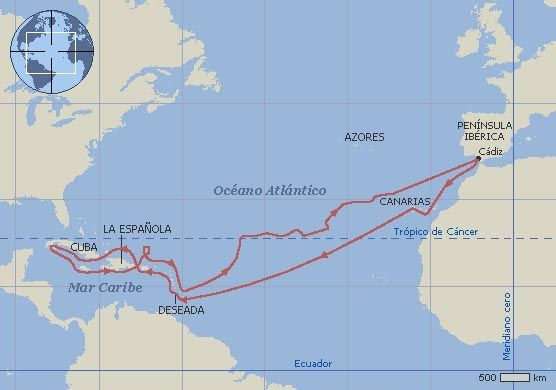 AZORES
PENÍNSULA
IBÉRICA
Cádiz
Océano Atlántico
CANARIAS
LA ESPAÑOLA
CUBA
Trópico de Cáncer
Mar Caribe
DESEADA
Meridiano cero
Ecuador
500 km